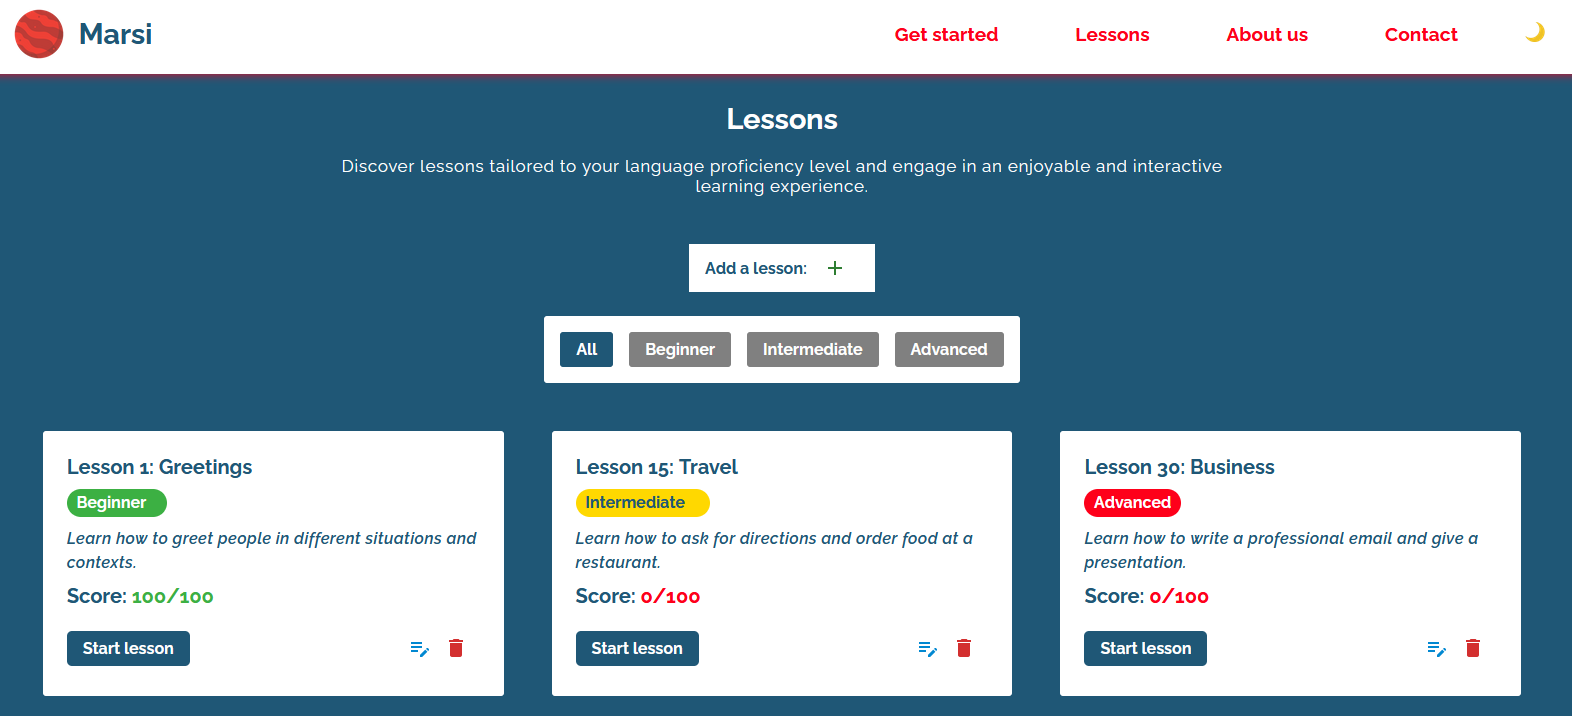 Marsi
Get started
Lessons
About us
Contact
Lessons
Discover lessons tailored to your language proficiency level and engage in an enjoyable and interactive
learning experience.
Add a lesson: +
All
Beginner
Intermediate
Advanced
Lesson 1: Greetings
Beginner
Learn how to greet people in different situations and
contexts.
Score: 100/100
Start lesson
Lesson 15: Travel
Intermediate
Learn how to ask for directions and order food at a
restaurant.
Score: 0/100
Start lesson
Lesson 30: Business
Advanced
Learn how to write a professional email and give a
presentation.
Score: 0/100
Start lesson